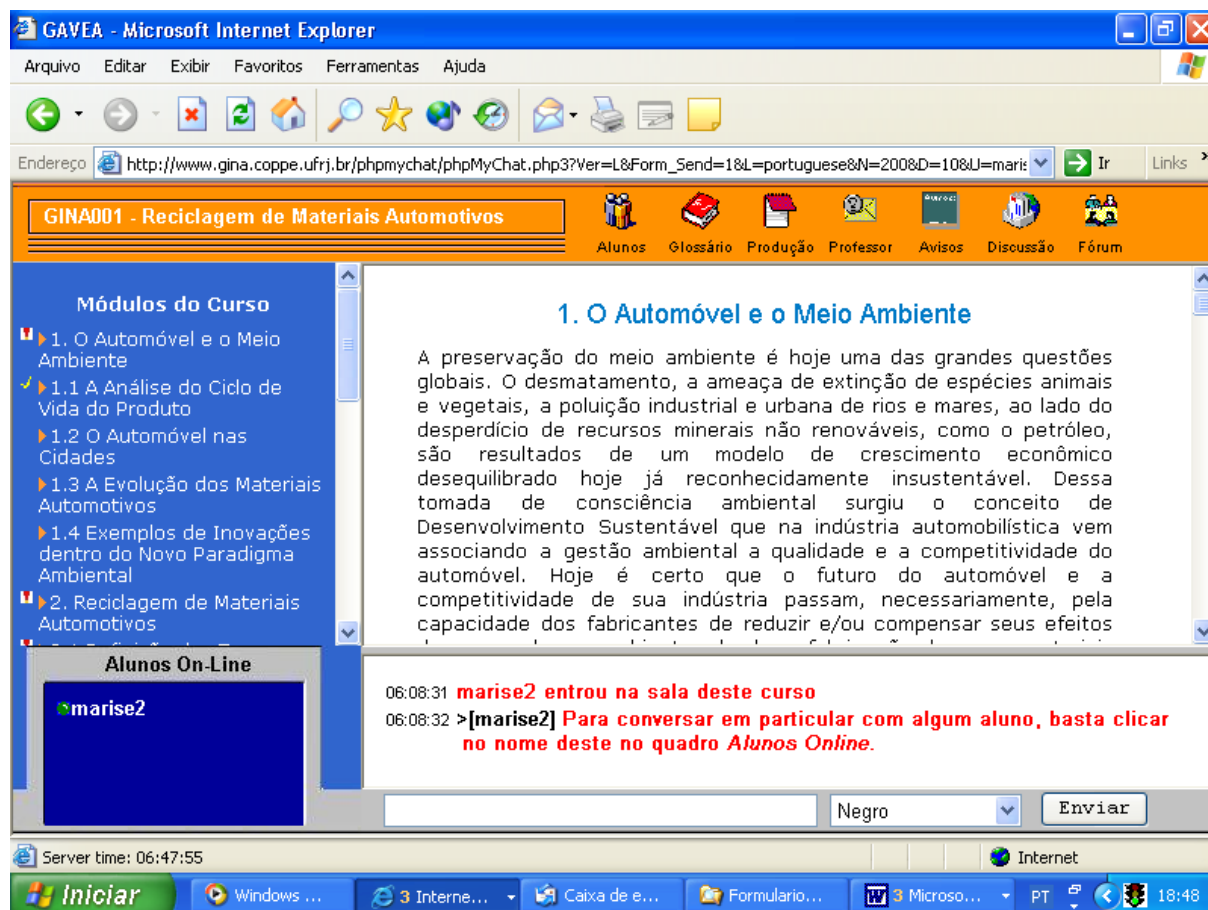 GAVEA - Microsoft Internet Explorer
Arquivo Editar Exibir Favoritos Ferramentas Ajuda
Endereço http://www.gina.coppe.ufrj.br/phpmychat/phpMyChat.php3?Ver=L&Form_Send=1&L=portuguese&N=200&D=10&U=maris Ir Links
GINA001 - Reciclagem de Materiais Automotivos
Alunos Glossário Produção Professor Avisos Discussão Fórum
Módulos do Curso
1. O Automóvel e o Meio
Ambiente
1.1 A Análise do Ciclo de
Vida do Produto
1.2 O Automóvel nas
Cidades
1.3 A Evolução dos Materiais
Automotivos
1.4 Exemplos de Inovações
dentro do Novo Paradigma
Ambiental
2. Reciclagem de Materiais
Automotivos
1. O Automóvel e o Meio Ambiente
A preservação do meio ambiente é hoje uma das grandes questões
globais. O desmatamento, a ameaça de extinção de espécies animais
e vegetais, a poluição industrial e urbana de rios e mares, ao lado do
desperdício de recursos minerais não renováveis, como o petróleo,
são resultados de um modelo de crescimento econômico
desequilibrado hoje já reconhecidamente insustentável. Dessa
tomada de consciência ambiental surgiu o conceito de
Desenvolvimento Sustentável que na indústria automobilística vem
associando a gestão ambiental a qualidade e a competitividade do
automóvel. Hoje é certo que o futuro do automóvel e a
competitividade de sua indústria passam, necessariamente, pela
capacidade dos fabricantes de reduzir e/ou compensar seus efeitos
Alunos On-Line
marise2
06:08:31 marise2 entrou na sala deste curso
06:08:32 >[marise2] Para conversar em particular com algum aluno, basta clicar
no nome deste no quadro Alunos Online.
Negro Enviar
Server time: 06:47:55 Internet
Iniciar Windows ... 3 Interne... Caixa de e... Formulario... 3 Microso... PT 18:48